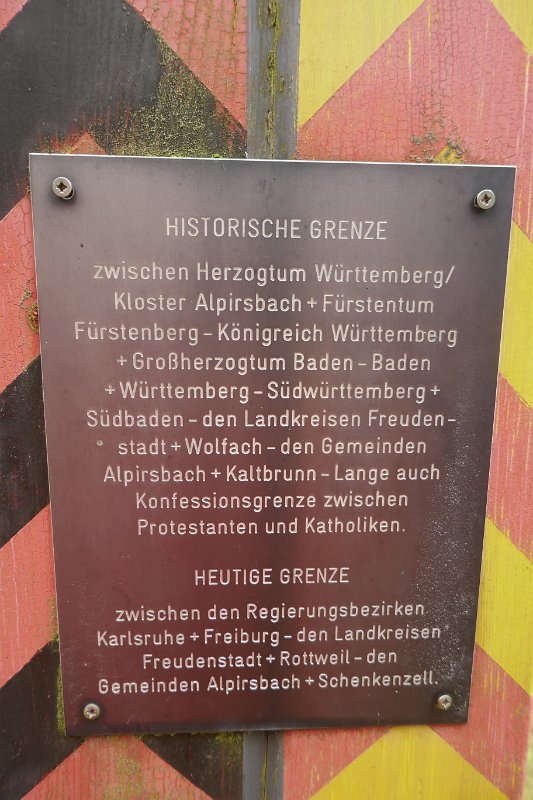 HISTORISCHE GRENZE
zwischen Herzogtum Württemberg/
Kloster Alpirsbach + Fürstentum
Fürstenberg – Königreich Württemberg
+ Großherzogtum Baden – Baden
+ Württemberg – Südwürttemberg +
Südbaden – den Landkreisen Freuden-
stadt + Wolfach – den Gemeinden
Alpirsbach + Kaltbrunn – Lange auch
Konfessionsgrenze zwischen
Protestanten und Katholiken.
HEUTIGE GRENZE
zwischen den Regierungsbezirken
Karlsruhe + Freiburg – den Landkreisen
Freudenstadt + Rottweil – den
Gemeinden Alpirsbach + Schenkenzell.